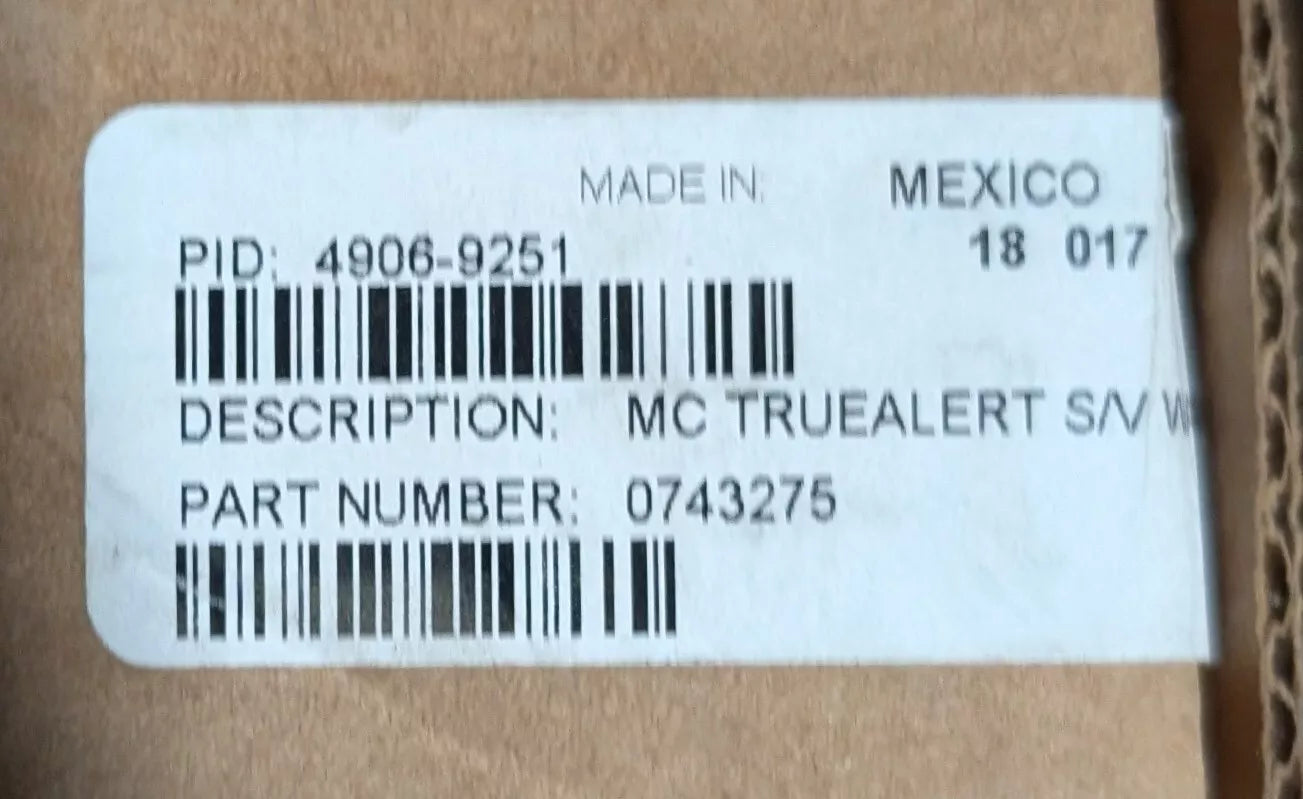 MADE IN: MEXICO
18 017
PID: 4906-9251
DESCRIPTION: MC TRUEALERT S/V
PART NUMBER: 0743275